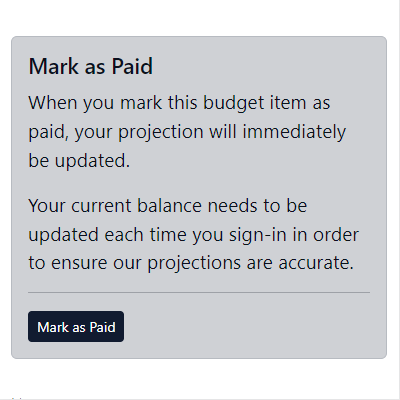 Mark as Paid
When you mark this budget item as
paid, your projection will immediately
be updated.
Your current balance needs to be
updated each time you sign-in in order
to ensure our projections are accurate.
Mark as Paid